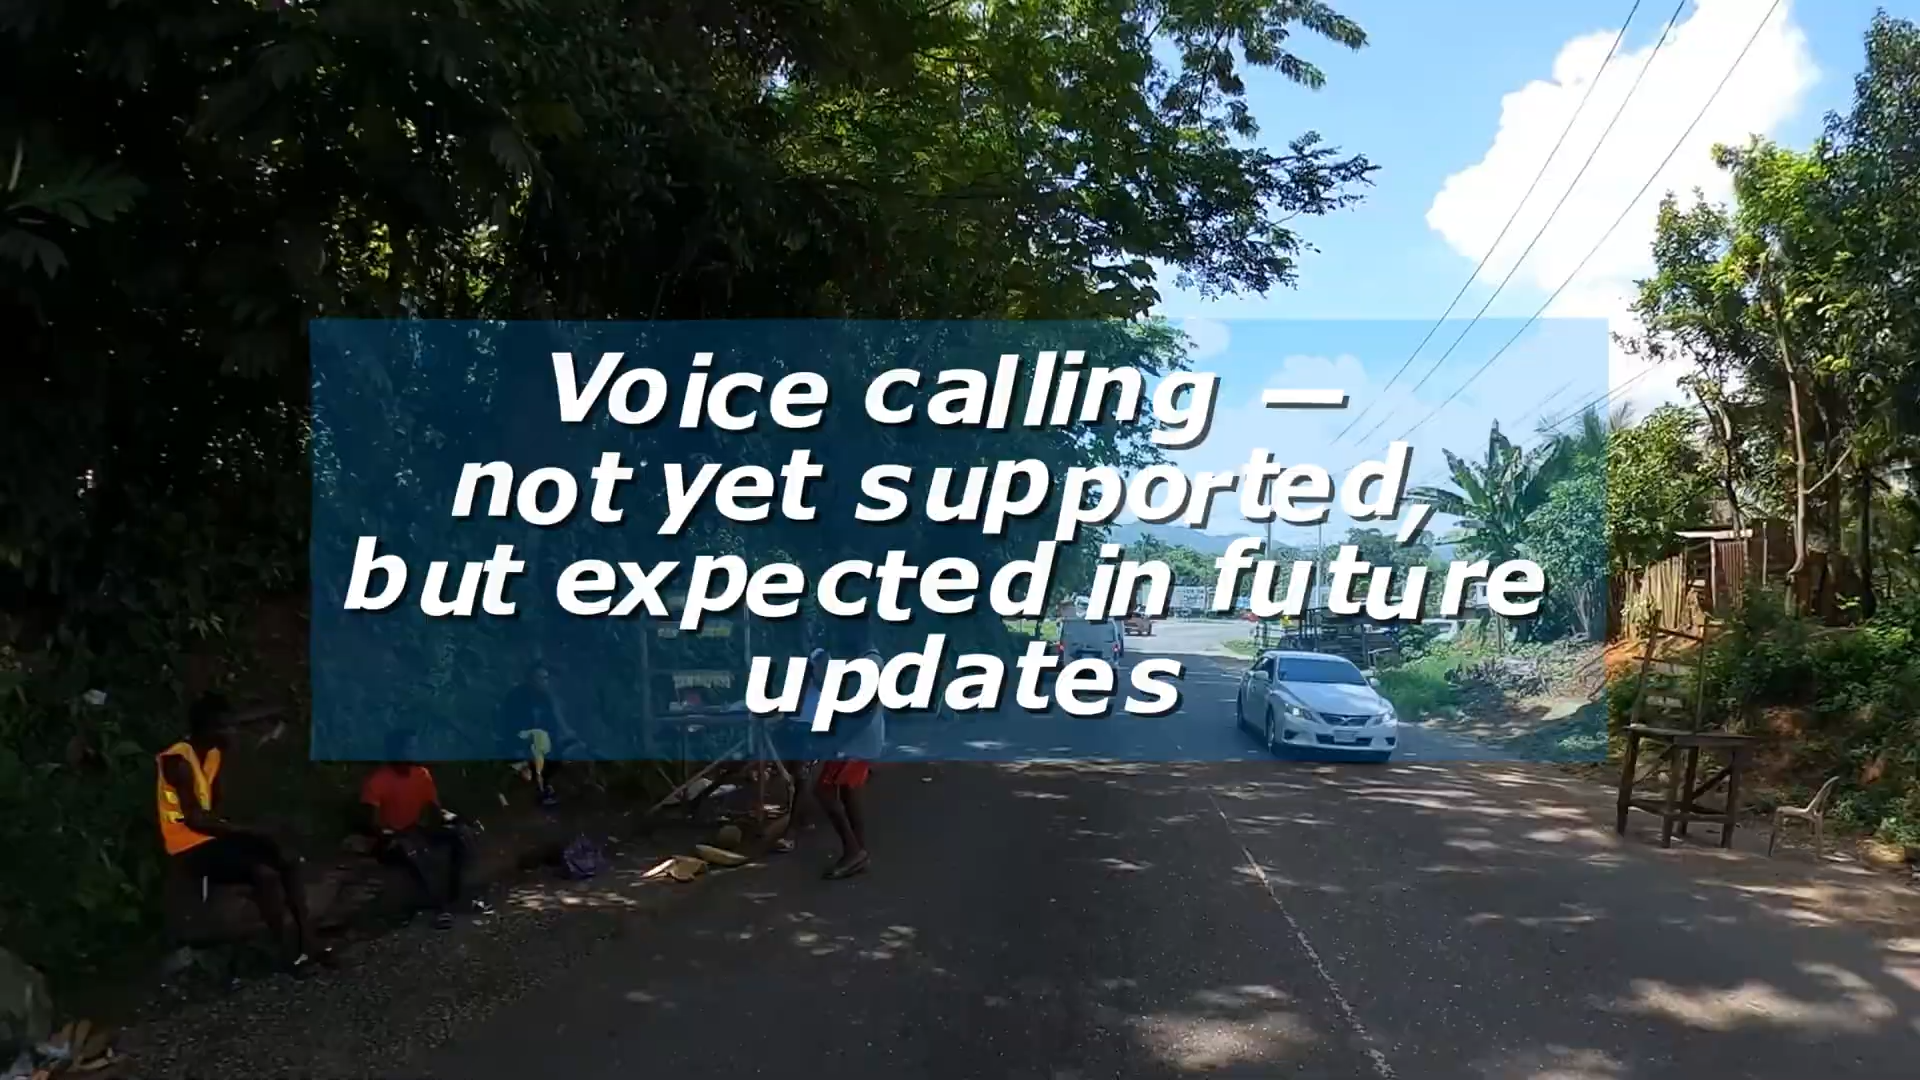 Voice calling —
not yet supported,
but expected in future
updates